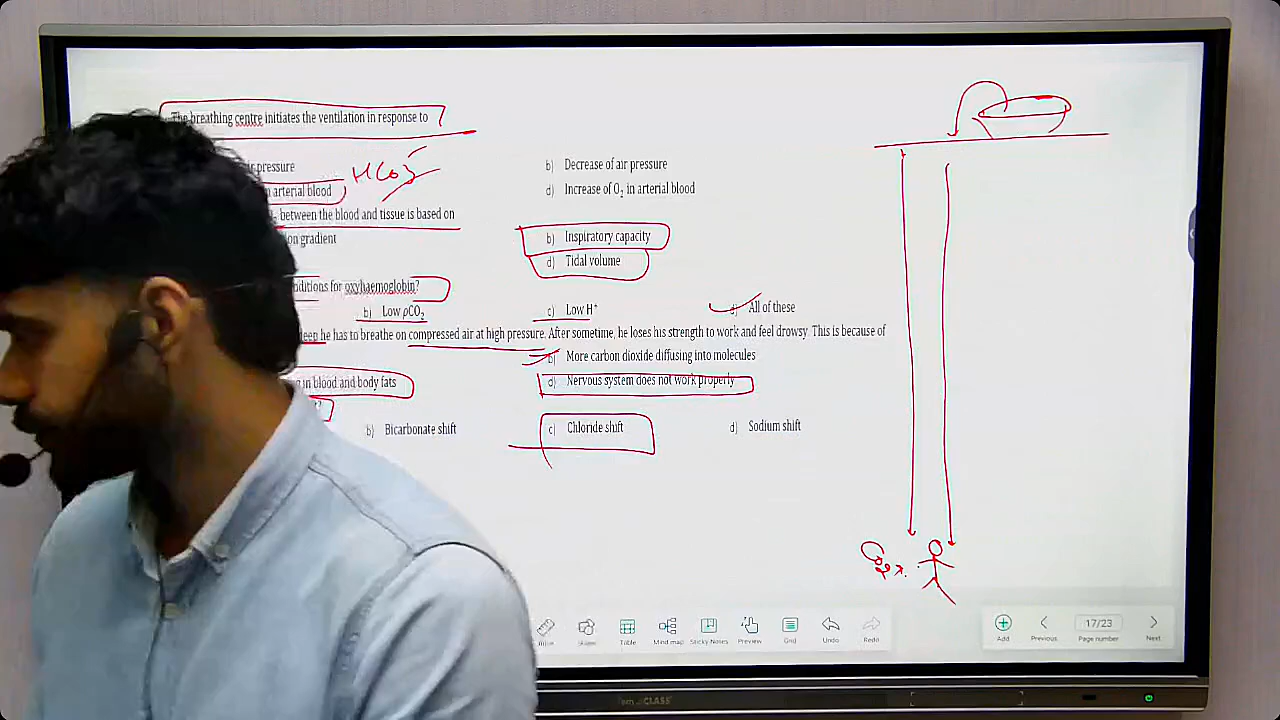 The breathing centre initiates the ventilation in response to
pressure
b) Decrease of air pressure
HCO3-
in arterial blood
d) Increase of O₂ in arterial blood
between the blood and tissue is based on
gradient
b) Inspiratory capacity
d) Tidal volume
for oxyhaemoglobin?
b) Low pCO₂
c) Low H⁺
d) All of these
deep he has to breathe on compressed air at high pressure. After sometime, he loses his strength to work and feel drowsy. This is because of
b) More carbon dioxide diffusing into molecules
in blood and body fats
d) Nervous system does not work properly
b) Bicarbonate shift
c) Chloride shift
d) Sodium shift
Table
Mind map
Sticky Notes
Preview
Grid
Undo
Redo
Add
Previous
17/23
Page number
Next
CLASS